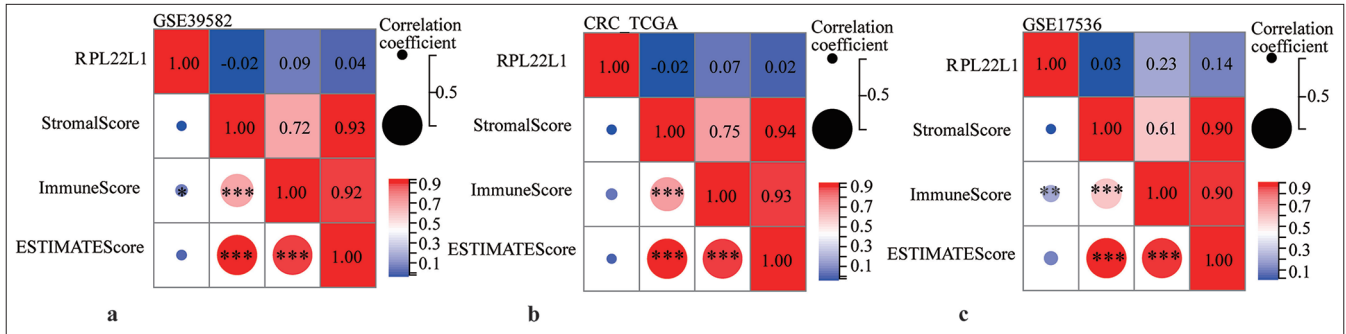 GSE39582
Correlation
coefficient
RPL22L1
1.00 -0.02 0.09 0.04
0.5
StromalScore
1.00 0.72 0.93
ImmuneScore
* *** 1.00 0.92
0.9
0.7
0.5
0.3
0.1
ESTIMATEScore
*** *** 1.00
a
CRC_TCGA
Correlation
coefficient
RPL22L1
1.00 -0.02 0.07 0.02
0.5
StromalScore
1.00 0.75 0.94
ImmuneScore
*** 1.00 0.93
0.9
0.7
0.5
0.3
0.1
ESTIMATEScore
*** *** 1.00
b
GSE17536
Correlation
coefficient
RPL22L1
1.00 0.03 0.23 0.14
0.5
StromalScore
1.00 0.61 0.90
ImmuneScore
** *** 1.00 0.90
0.9
0.7
0.5
0.3
0.1
ESTIMATEScore
*** *** 1.00
c